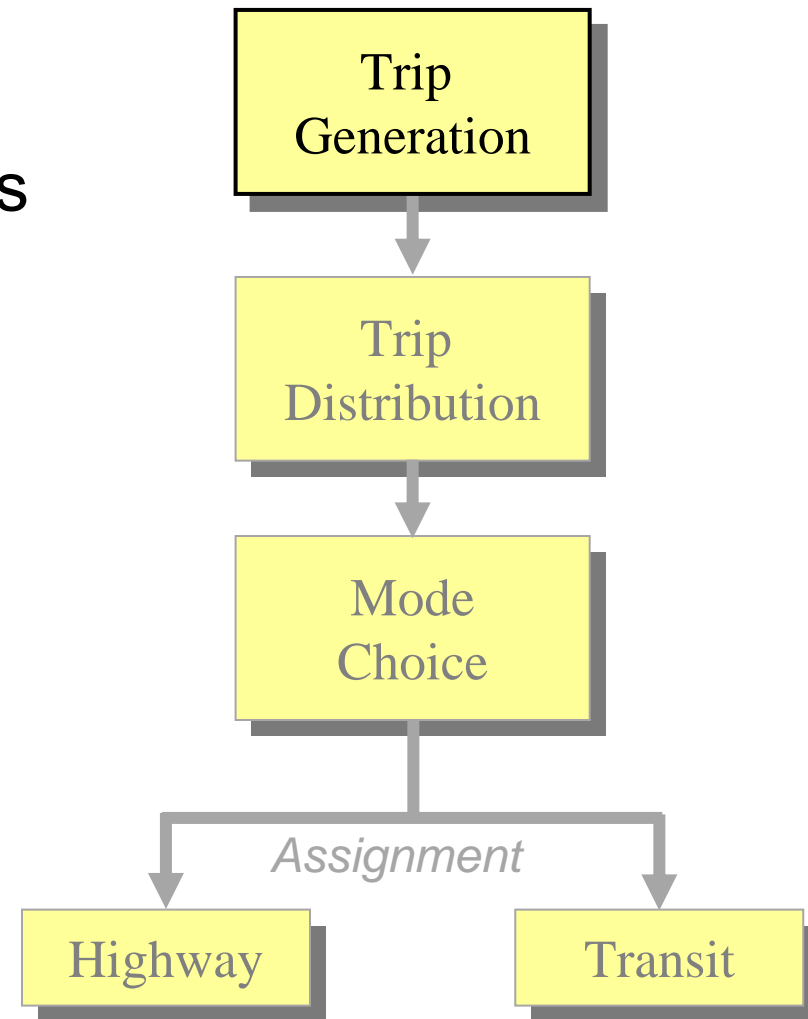 Trip
Generation
s
Trip
Distribution
Mode
Choice
Assignment
Highway
Transit